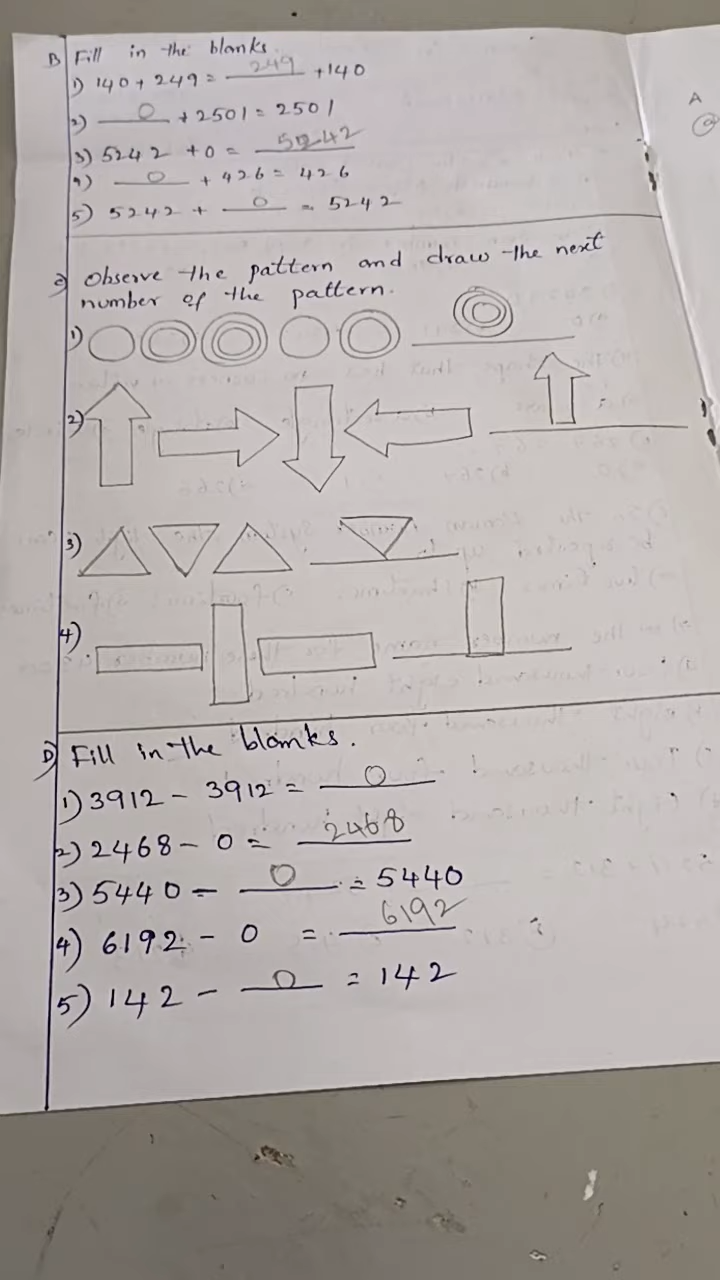 B) Fill in the blanks.
1) 140 + 249 = 249 + 140
2) 0 + 2501 = 2501
3) 5242 + 0 = 5242
4) 0 + 426 = 426
5) 5242 + 0 = 5242
Observe the pattern and draw the next
number of the pattern.
1)
2)
3)
4)
D) Fill in the blanks.
1) 3912 - 3912 = 0
2) 2468 - 0 = 2468
3) 5440 - 0 = 5440
4) 6192 - 0 = 6192
5) 142 - 0 = 142
A